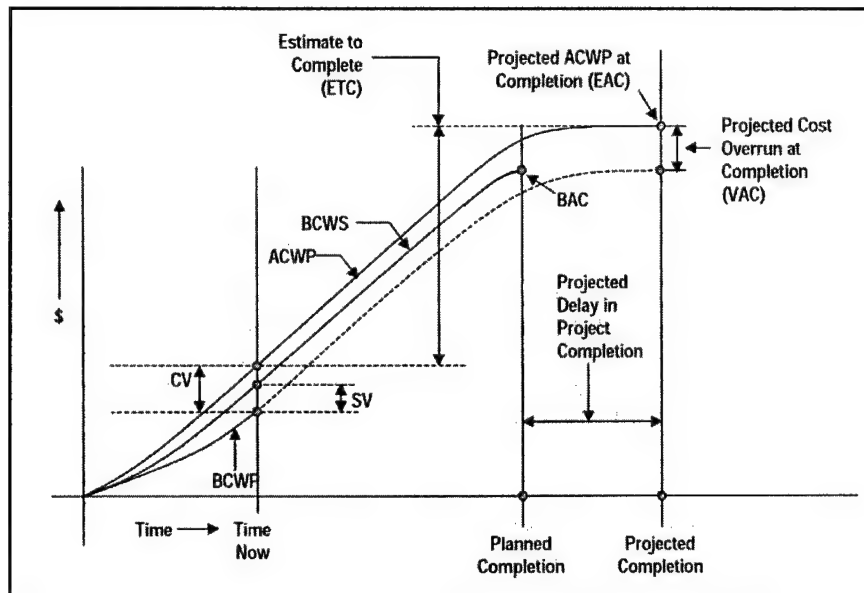 Estimate to
Complete
(ETC)
Projected ACWP at
Completion (EAC)
Projected Cost
Overrun at
Completion
(VAC)
BAC
BCWS
ACWP
Projected
Delay in
Project
Completion
$
CV
SV
BCWP
Time
Time
Now
Planned
Completion
Projected
Completion